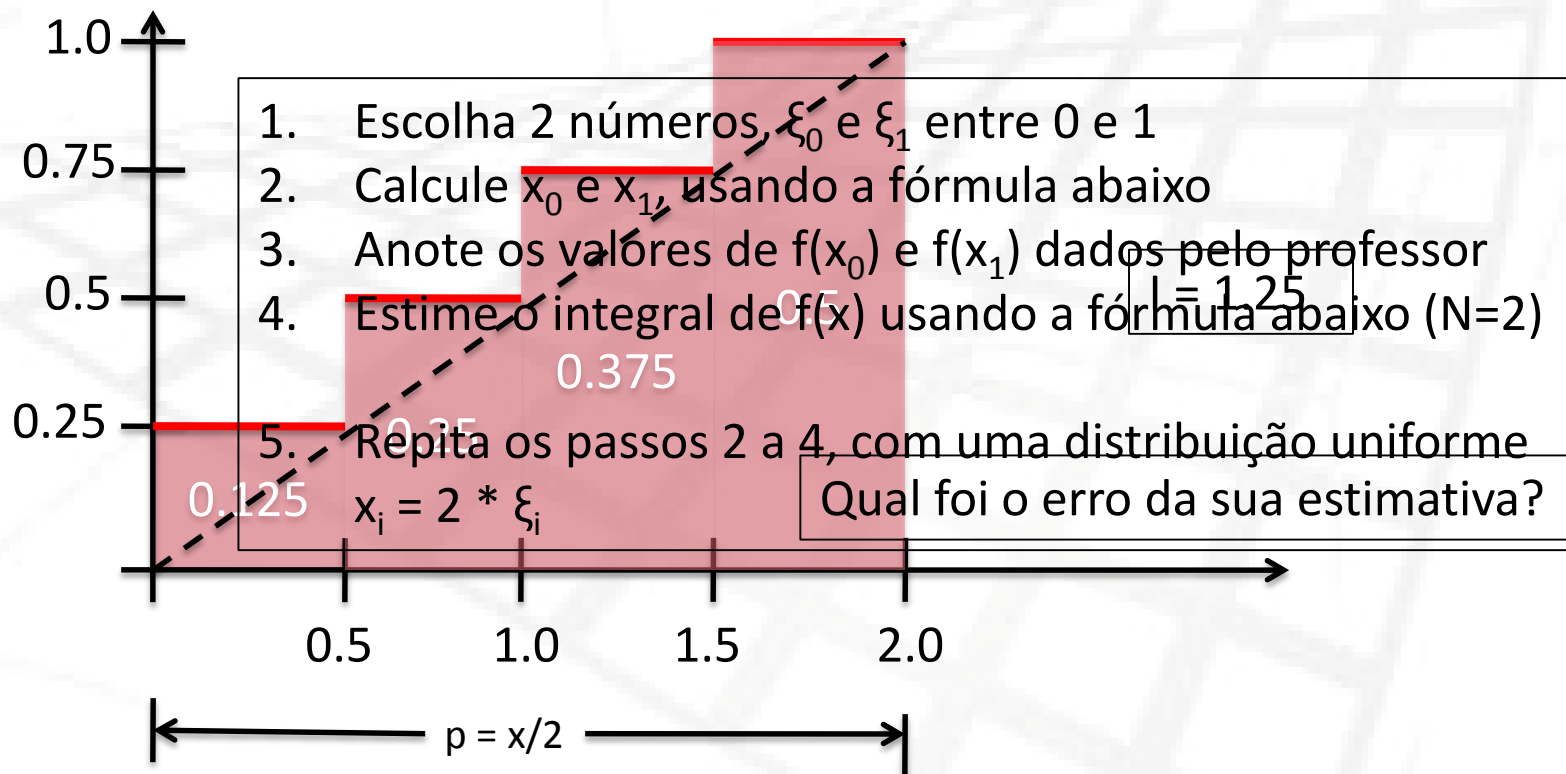 1.0
0.75
0.5
0.25
1. Escolha 2 números, ξ0 e ξ1 entre 0 e 1
2. Calcule x0 e x1, usando a fórmula abaixo
3. Anote os valores de f(x0) e f(x1) dados pelo professor
4. Estime o integral de f(x) usando a fórmula abaixo (N=2)
5. Repita os passos 2 a 4, com uma distribuição uniforme
xi = 2 * ξi
I = 1.25
0.5
0.375
0.25
0.125
Qual foi o erro da sua estimativa?
0.5 1.0 1.5 2.0
p = x/2